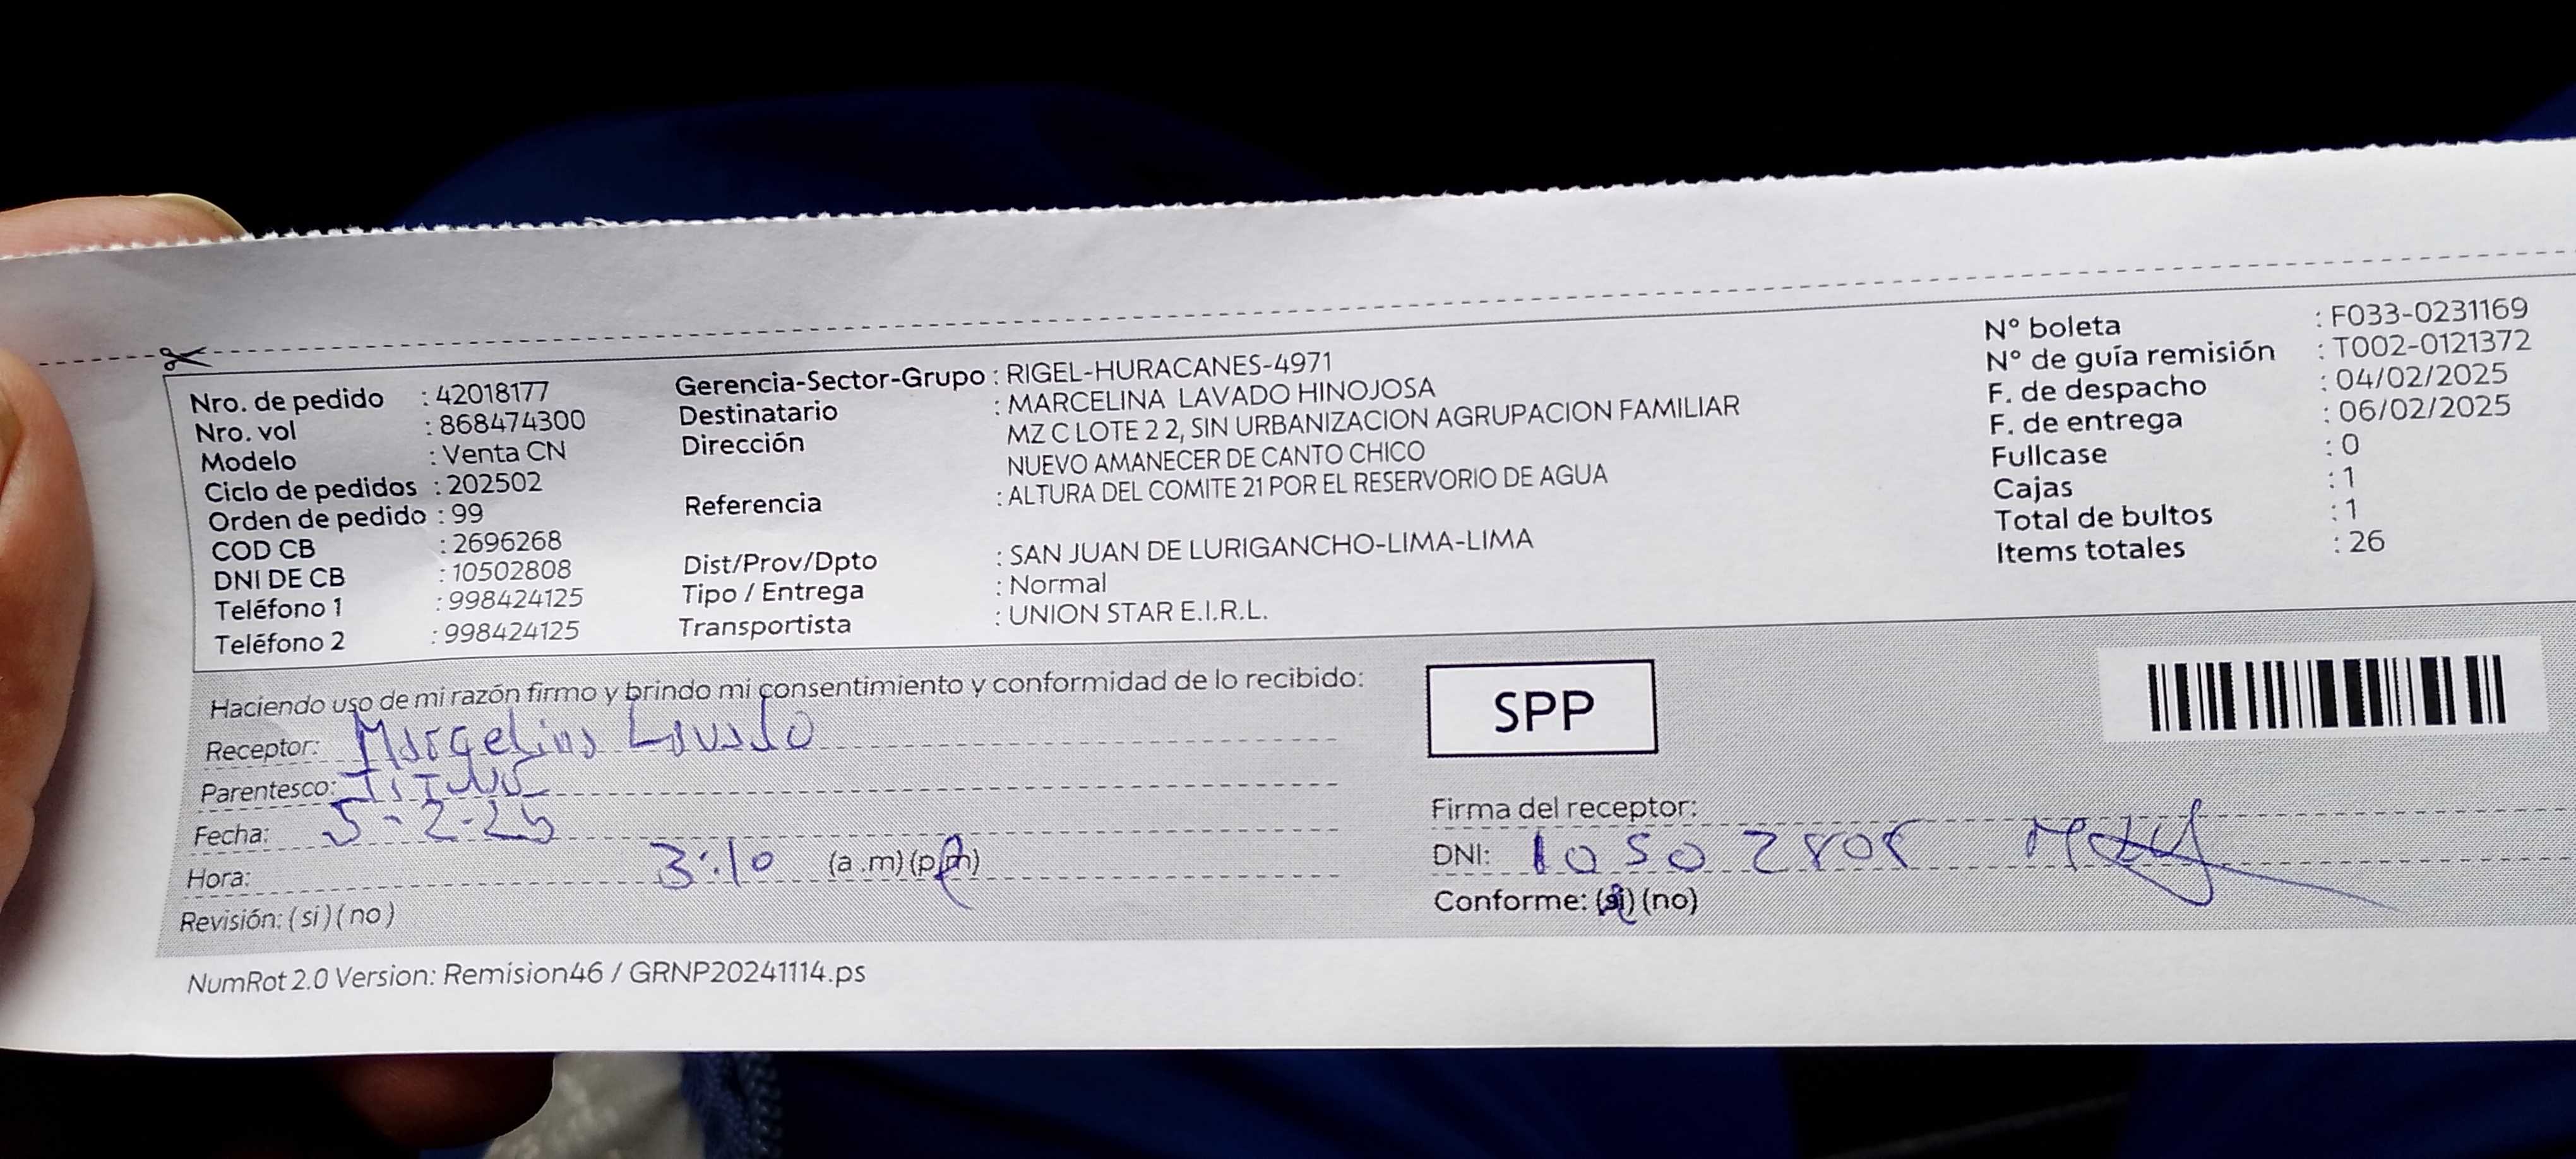 Nro. de pedido : 42018177
Nro. vol : 868474300
Modelo : Venta CN
Ciclo de pedidos : 202502
Orden de pedido : 99
COD CB : 2696268
DNI DE CB : 10502808
Teléfono 1 : 998424125
Teléfono 2 : 998424125
Gerencia-Sector-Grupo : RIGEL-HURACANES-4971
Destinatario : MARCELINA LAVADO HINOJOSA
Dirección MZ C LOTE 2 2, SIN URBANIZACION AGRUPACION FAMILIAR
NUEVO AMANECER DE CANTO CHICO
Referencia : ALTURA DEL COMITE 21 POR EL RESERVORIO DE AGUA
Dist/Prov/Dpto : SAN JUAN DE LURIGANCHO-LIMA-LIMA
Tipo / Entrega : Normal
Transportista : UNION STAR E.I.R.L.
N° boleta : F033-0231169
N° de guía remisión : T002-0121372
F. de despacho : 04/02/2025
F. de entrega : 06/02/2025
Fullcase : 0
Cajas : 1
Total de bultos : 1
Items totales : 26
Haciendo uso de mi razón firmo y brindo mi consentimiento y conformidad de lo recibido:
Receptor: Marcelina Lavado
Parentesco:
Fecha: 5-2-25
Hora: 3:10 (a.m)(p.m)
Revisión: (si)(no)
SPP
Firma del receptor:
DNI: 10502808
Conforme: (si)(no)
NumRot 2.0 Version: Remision46 / GRNP20241114.ps